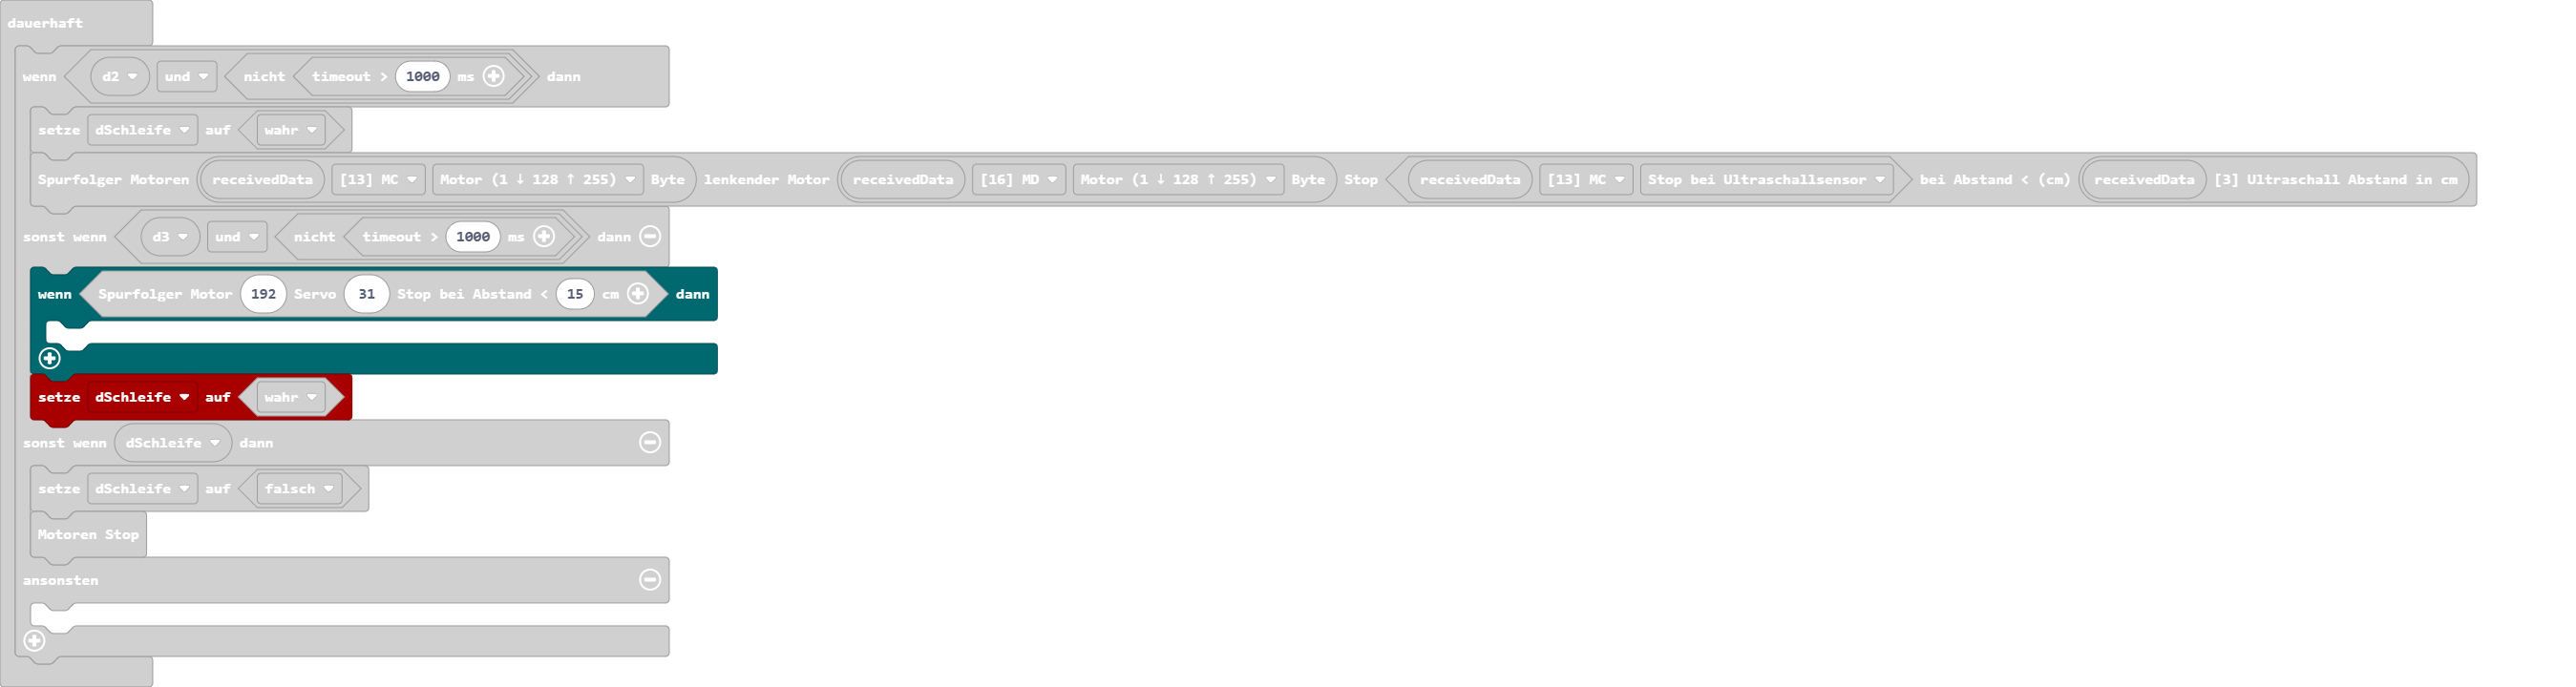 dauerhaft
wenn d2 und nicht timeout > 1000 ms dann
setze dSchleife auf wahr
Spurfolger Motoren receivedData [13] MC Motor (1 ↓ 128 ↑ 255) Byte lenkender Motor receivedData [16] MD Motor (1 ↓ 128 ↑ 255) Byte Stop receivedData [13] MC Stop bei Ultraschallsensor bei Abstand < (cm) receivedData [3] Ultraschall Abstand in cm
sonst wenn d3 und nicht timeout > 1000 ms dann
wenn Spurfolger Motor 192 Servo 31 Stop bei Abstand < 15 cm dann
setze dSchleife auf wahr
sonst wenn dSchleife dann
setze dSchleife auf falsch
Motoren Stop
ansonsten